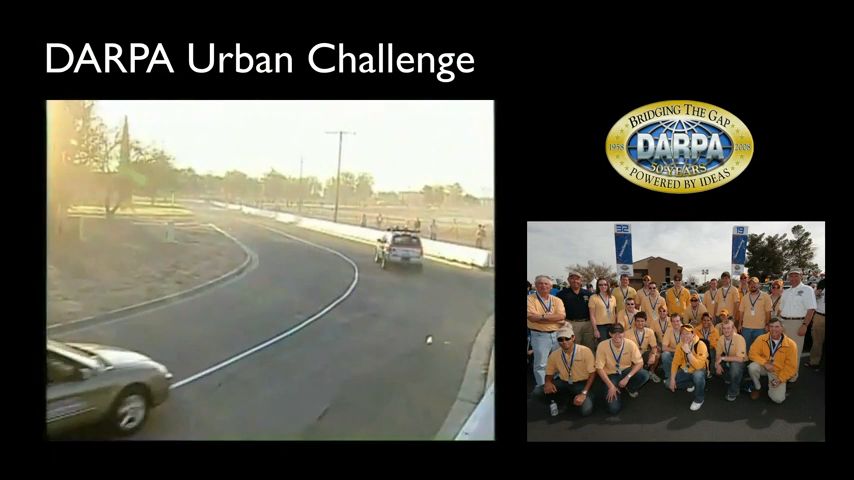 DARPA Urban Challenge
BRIDGING THE GAP
1958 DARPA 2008
50 YEARS
POWERED BY IDEAS
32
19